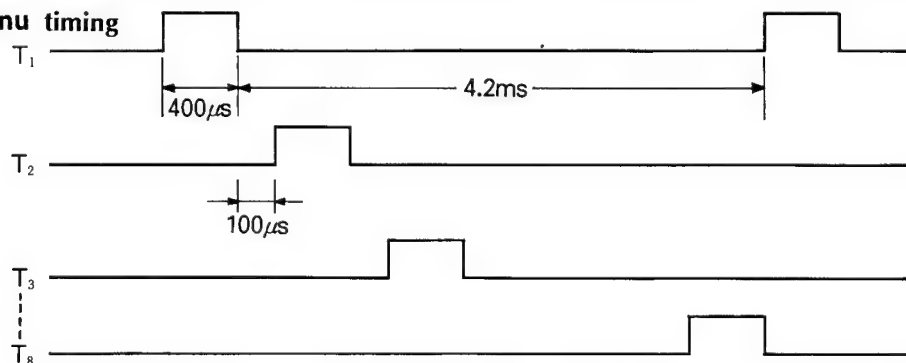 nu timing
T₁
400μs
4.2ms
T₂
100μs
T₃
T₈